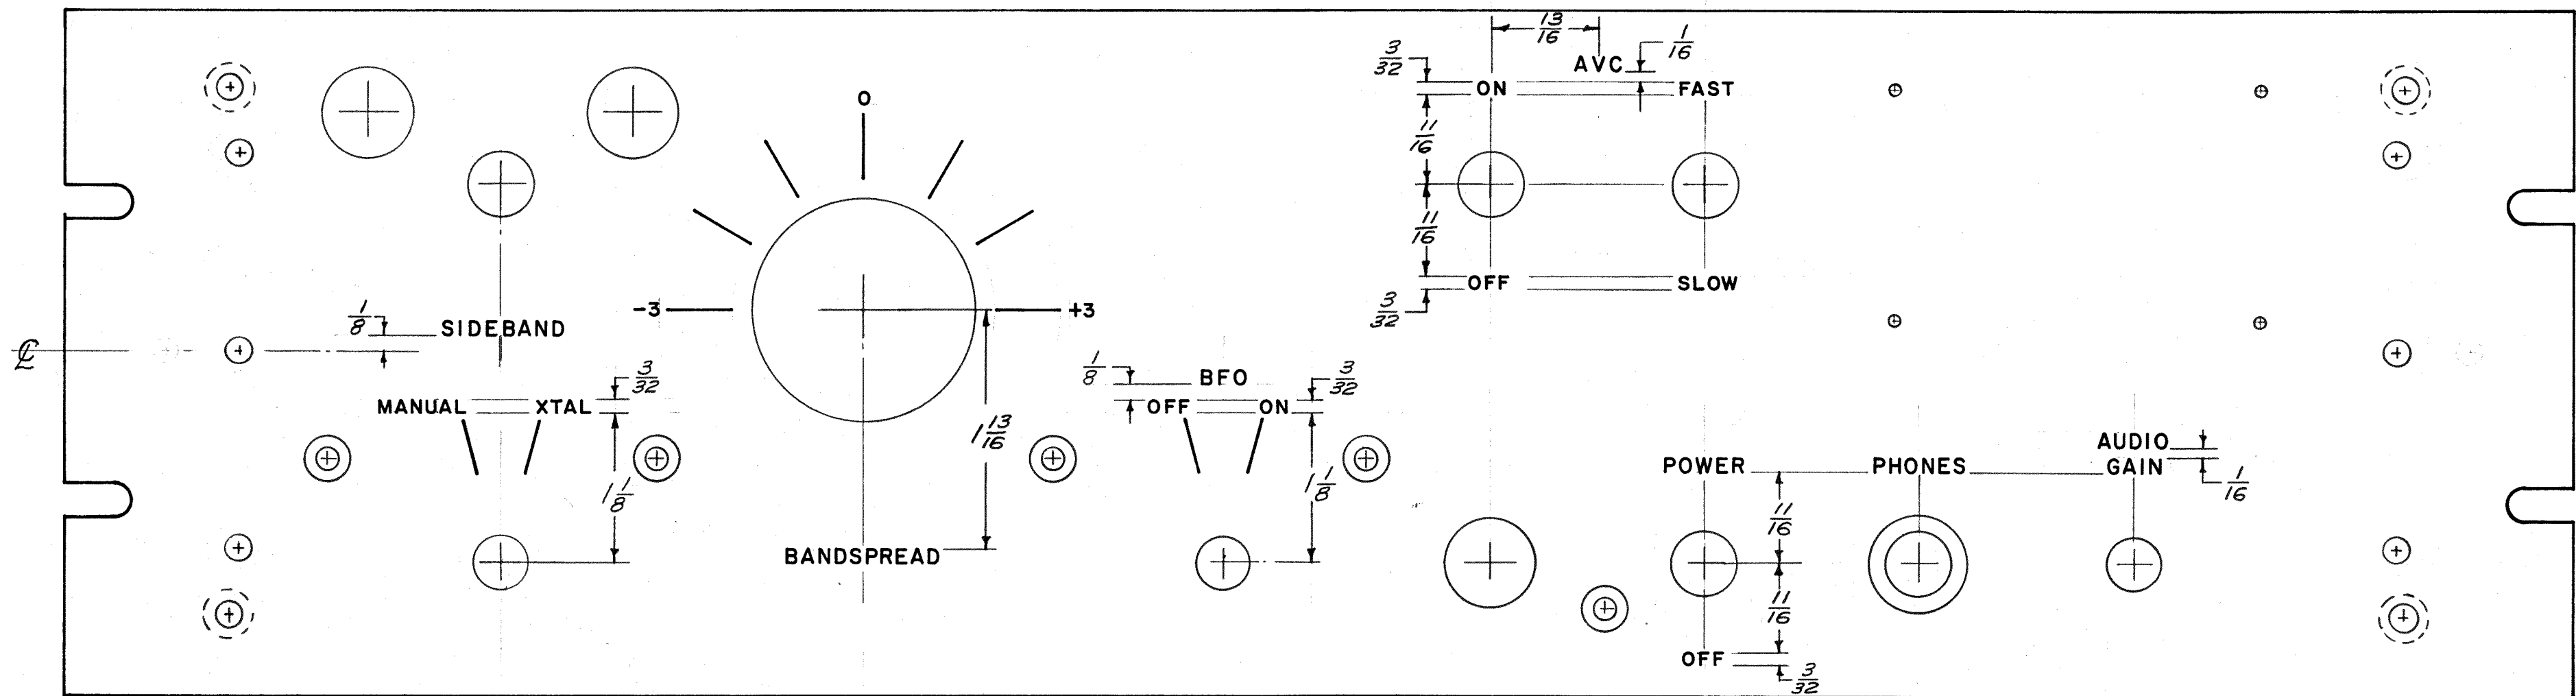 13/16
1/16
AVC
3/32
ON FAST
0
11/16
11/16
OFF SLOW
3/32
-3 +3
1/8
SIDEBAND
℄
3/32
MANUAL XTAL
1 1/8
1 13/16
BANDSPREAD
1/8
BFO
3/32
OFF ON
1 1/8
AUDIO
GAIN
1/16
POWER PHONES
11/16
11/16
OFF
3/32